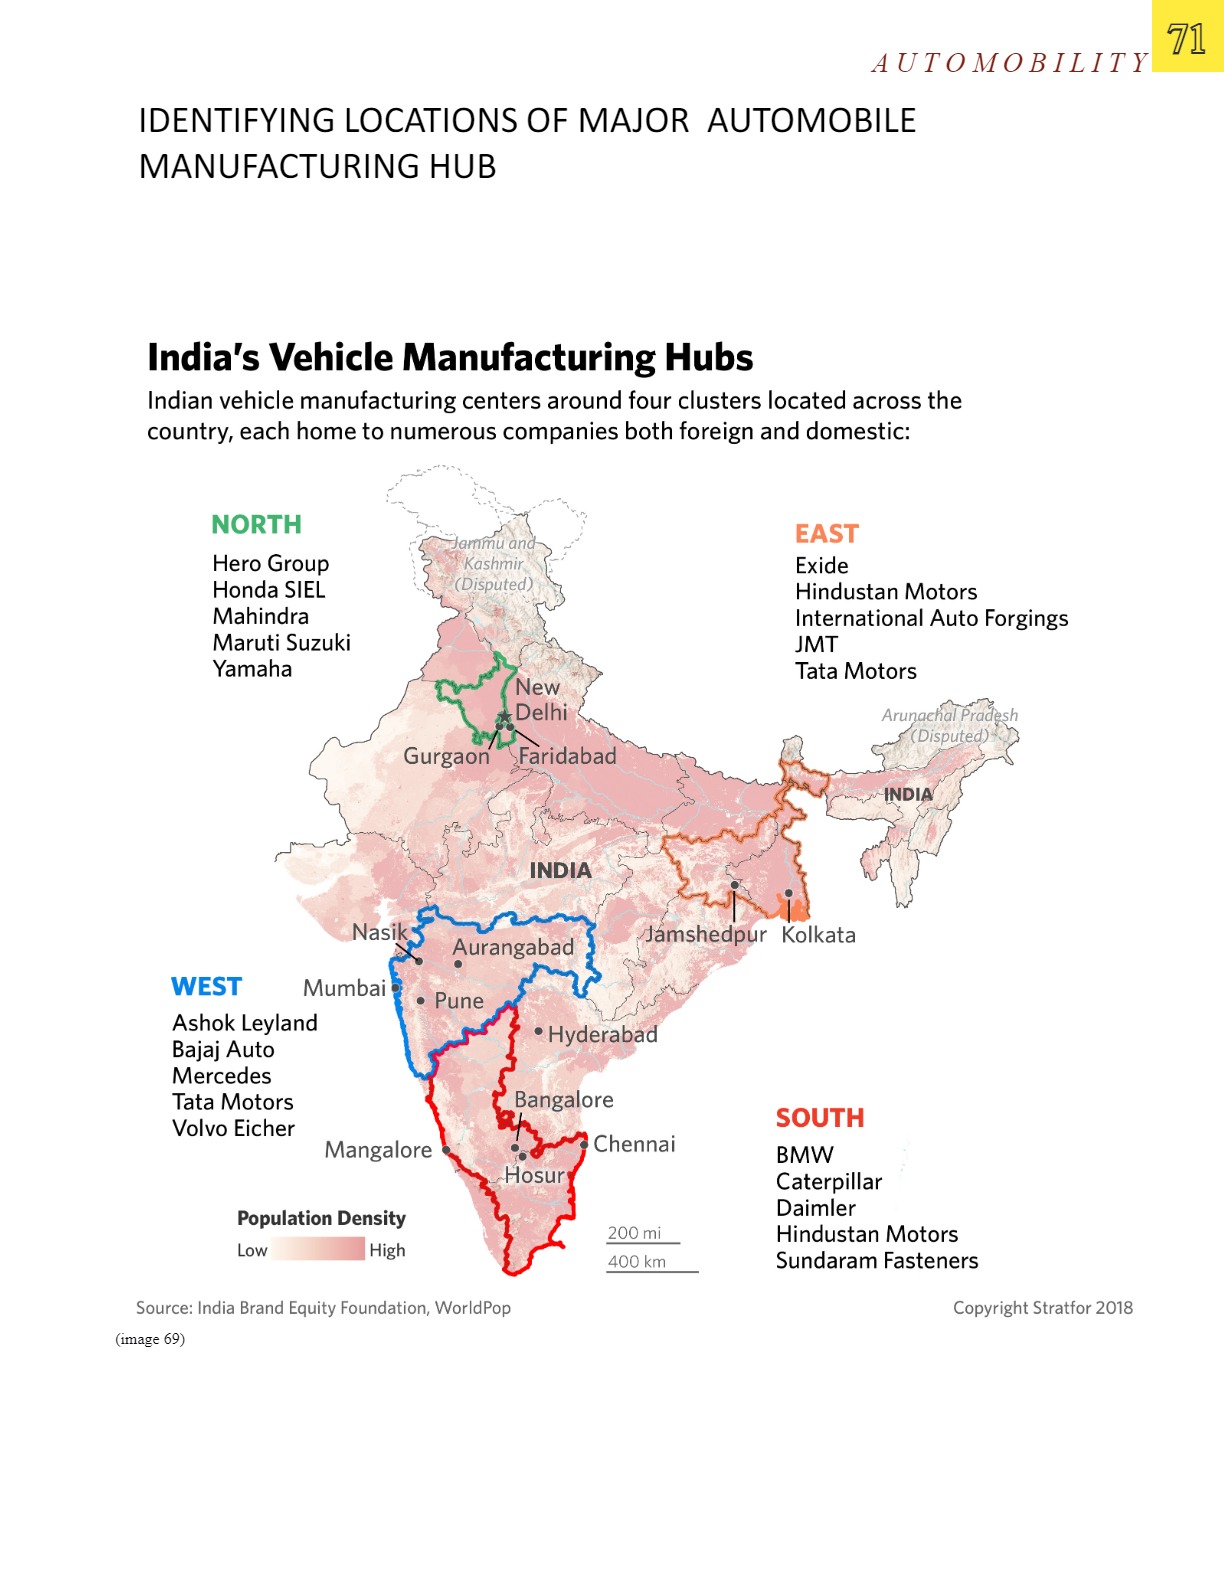 71
AUTOMOBILITY
IDENTIFYING LOCATIONS OF MAJOR AUTOMOBILE
MANUFACTURING HUB
India's Vehicle Manufacturing Hubs
Indian vehicle manufacturing centers around four clusters located across the
country, each home to numerous companies both foreign and domestic:
NORTH
Hero Group
Honda SIEL
Mahindra
Maruti Suzuki
Yamaha
Jammu and
Kashmir
(Disputed)
EAST
Exide
Hindustan Motors
International Auto Forgings
JMT
Tata Motors
New
Delhi
Gurgaon
Faridabad
Arunachal Pradesh
(Disputed)
INDIA
INDIA
Jamshedpur
Kolkata
Nasik
Aurangabad
Mumbai
Pune
Hyderabad
WEST
Ashok Leyland
Bajaj Auto
Mercedes
Tata Motors
Volvo Eicher
Bangalore
Mangalore
Chennai
Hosur
SOUTH
BMW
Caterpillar
Daimler
Hindustan Motors
Sundaram Fasteners
Population Density
Low
High
200 mi
400 km
Source: India Brand Equity Foundation, WorldPop
Copyright Stratfor 2018
(image 69)